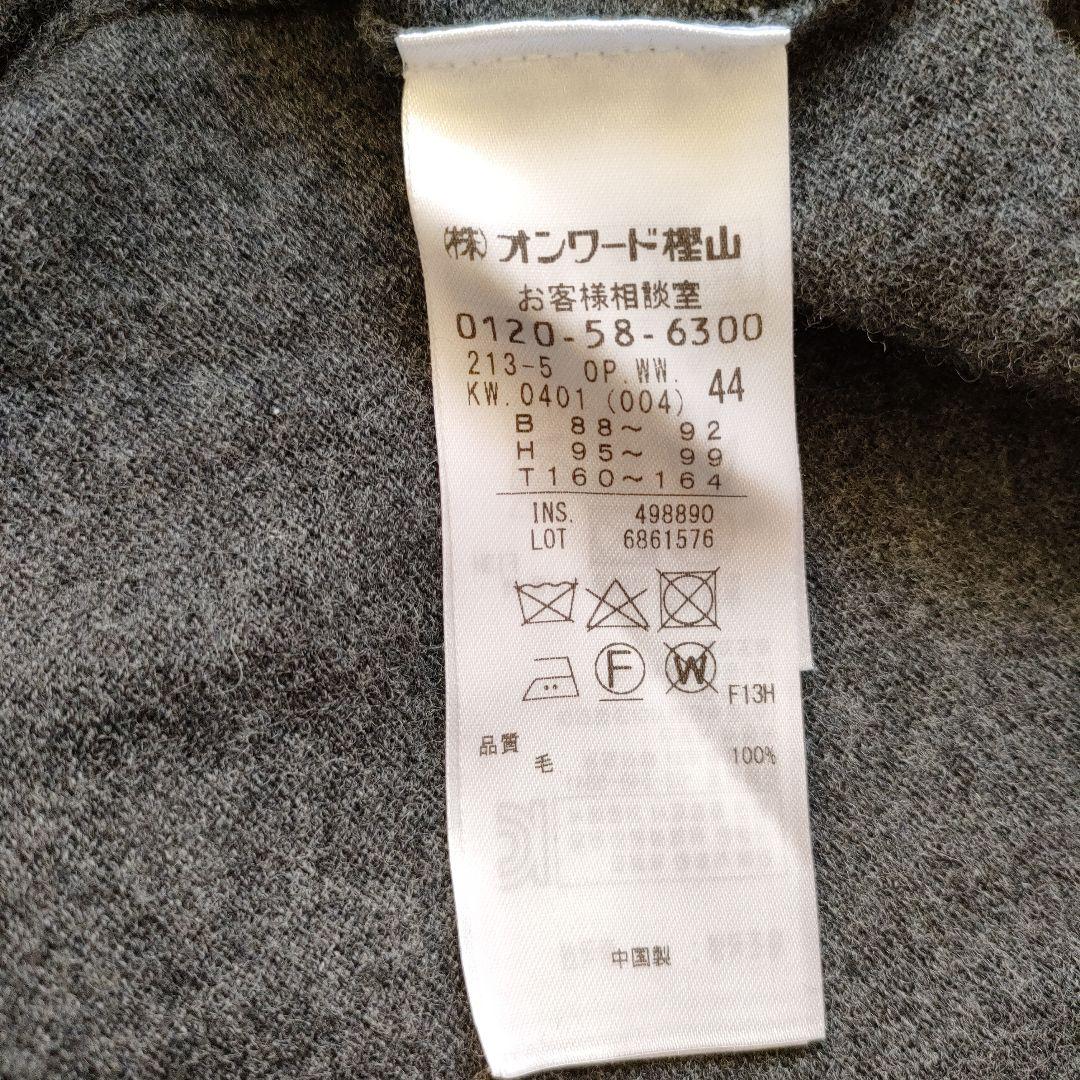 (株)オンワード樫山
お客様相談室
0120-58-6300
213-5 OP.WW. 44
KW.0401 (004)
B 88～ 92
H 95～ 99
T160～164
INS. 498890
LOT 6861576
F W F13H
品質
毛 100%
中国製